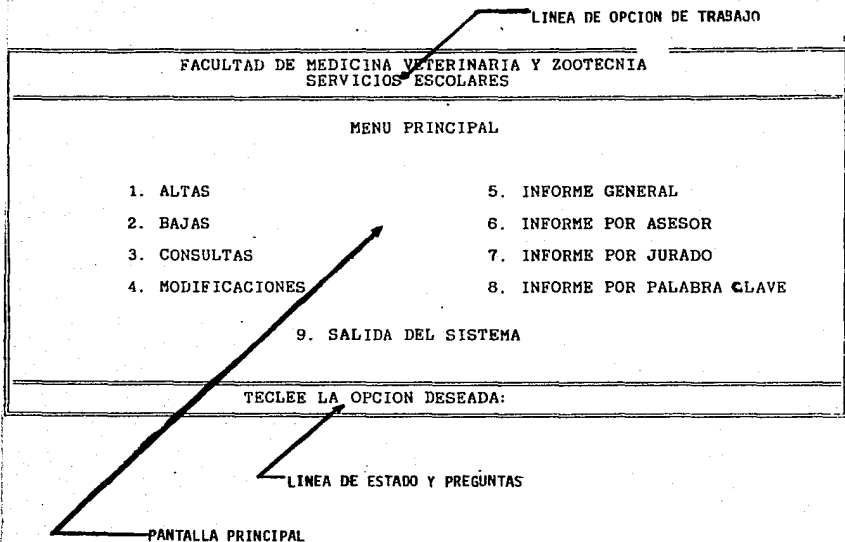 LINEA DE OPCION DE TRABAJO
FACULTAD DE MEDICINA VETERINARIA Y ZOOTECNIA
SERVICIOS ESCOLARES
MENU PRINCIPAL
1. ALTAS
2. BAJAS
3. CONSULTAS
4. MODIFICACIONES
5. INFORME GENERAL
6. INFORME POR ASESOR
7. INFORME POR JURADO
8. INFORME POR PALABRA CLAVE
9. SALIDA DEL SISTEMA
TECLEE LA OPCION DESEADA:
LINEA DE ESTADO Y PREGUNTAS
PANTALLA PRINCIPAL